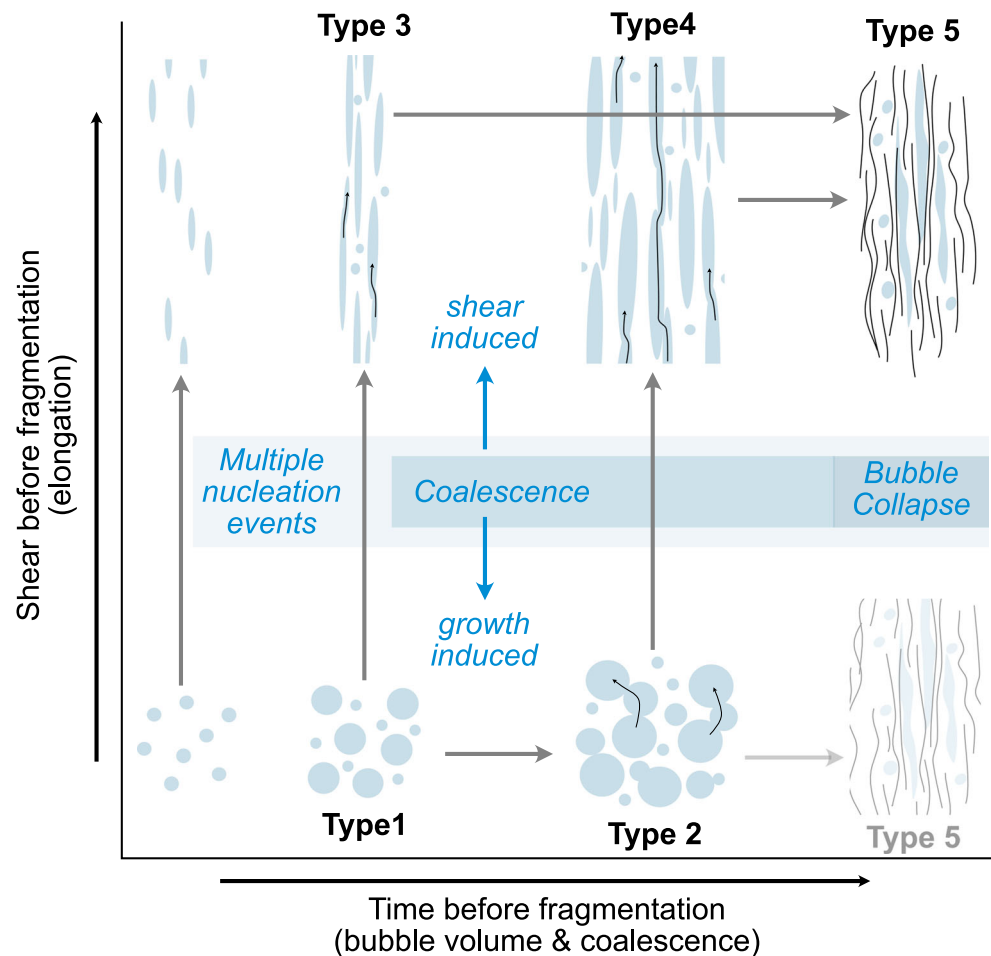 Type 3
Type4
Type 5
shear
induced
Multiple
nucleation
events
Coalescence
Bubble
Collapse
growth
induced
Type1
Type 2
Type 5
Shear before fragmentation
(elongation)
Time before fragmentation
(bubble volume & coalescence)